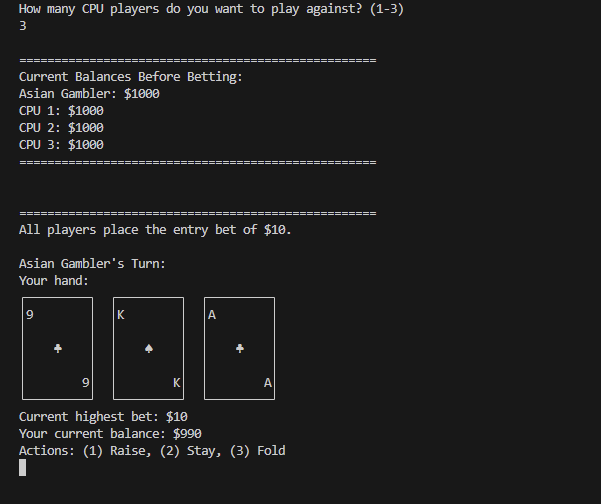 How many CPU players do you want to play against? (1-3)
3
===================================================
Current Balances Before Betting:
Asian Gambler: $1000
CPU 1: $1000
CPU 2: $1000
CPU 3: $1000
===================================================
===================================================
All players place the entry bet of $10.
Asian Gambler's Turn:
Your hand:
9 K A
♣ ♠ ♣
9 K A
Current highest bet: $10
Your current balance: $990
Actions: (1) Raise, (2) Stay, (3) Fold